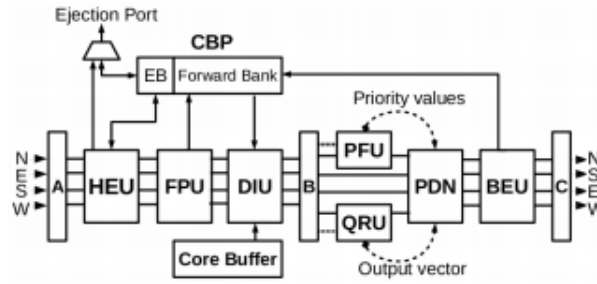 Ejection Port
CBP
EB Forward Bank
Priority values
N
E
S
W
A
HEU
FPU
DIU
B
PFU
QRU
PDN
BEU
C
N
S
E
W
Core Buffer
Output vector